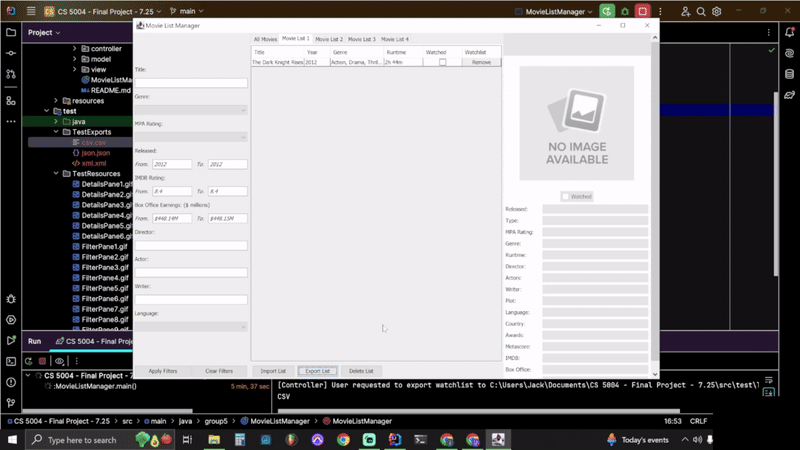 CS 5004 - Final Project - 7.25
main
MovieListManager
Project
controller
model
view
MovieListMan
README.md
resources
test
java
TestExports
csv.csv
json.json
xml.xml
TestResources
DetailsPane1.gif
DetailsPane2.gif
DetailsPane3.gif
DetailsPane4.gif
DetailsPane5.gif
DetailsPane6.gif
FilterPane1.gif
FilterPane2.gif
FilterPane3.gif
FilterPane4.gif
FilterPane5.gif
FilterPane6.gif
FilterPane7.gif
FilterPane8.gif
Movie List Manager
All Movies Movie List 1 Movie List 2 Movie List 3 Movie List 4
Title Year Genre Runtime Watched Watchlist
The Dark Knight Rises 2012 Action, Drama, Thril... 2h 44m Remove
Title:
Genre:
MPA Rating:
Released:
From: 2012 To: 2012
IMDB Rating:
From: 8.4 To: 8.4
Box Office Earnings: ($ millions)
From: $448.14M To: $448.15M
Director:
Actor:
Writer:
Language:
Apply Filters Clear Filters Import List Export List Delete List
NO IMAGE
AVAILABLE
Watched
Released:
Type:
MPA Rating:
Genre:
Runtime:
Director:
Actors:
Writer:
Plot:
Language:
Country:
Awards:
Metascore:
IMDB:
Box Office:
Run CS 5004 - Final Project - 7.25
:MovieListManager.main() 5 min, 37 sec
[Controller] User requested to export watchlist to C:\Users\Jack\Documents\CS 5004 - Final Project - 7.25\src\test\T
CSV
CS 5004 - Final Project - 7.25 > src > main > java > group5 > MovieListManager > MovieListManager 16:53 CRLF
Type here to search
Today's events